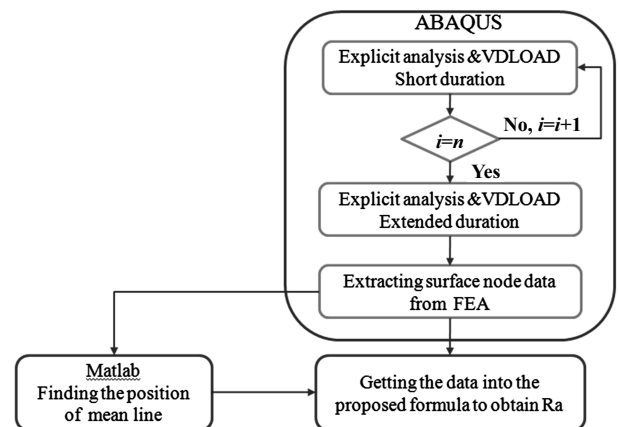 ABAQUS
Explicit analysis &VDLOAD
Short duration
i=n
No, i=i+1
Yes
Explicit analysis &VDLOAD
Extended duration
Extracting surface node data
from FEA
Matlab
Finding the position
of mean line
Getting the data into the
proposed formula to obtain Ra